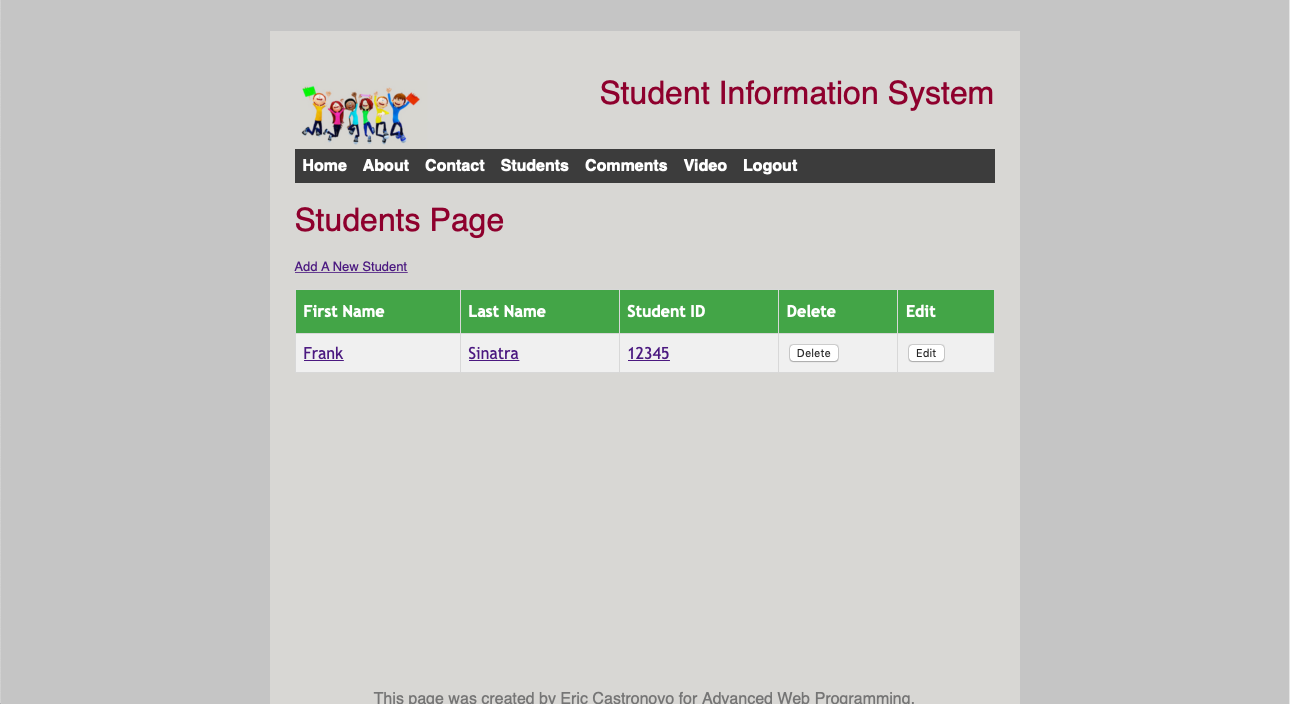 Student Information System
Home About Contact Students Comments Video Logout
Students Page
Add A New Student
First Name Last Name Student ID Delete Edit
Frank Sinatra 12345 Delete Edit
This page was created by Eric Castronovo for Advanced Web Programming.